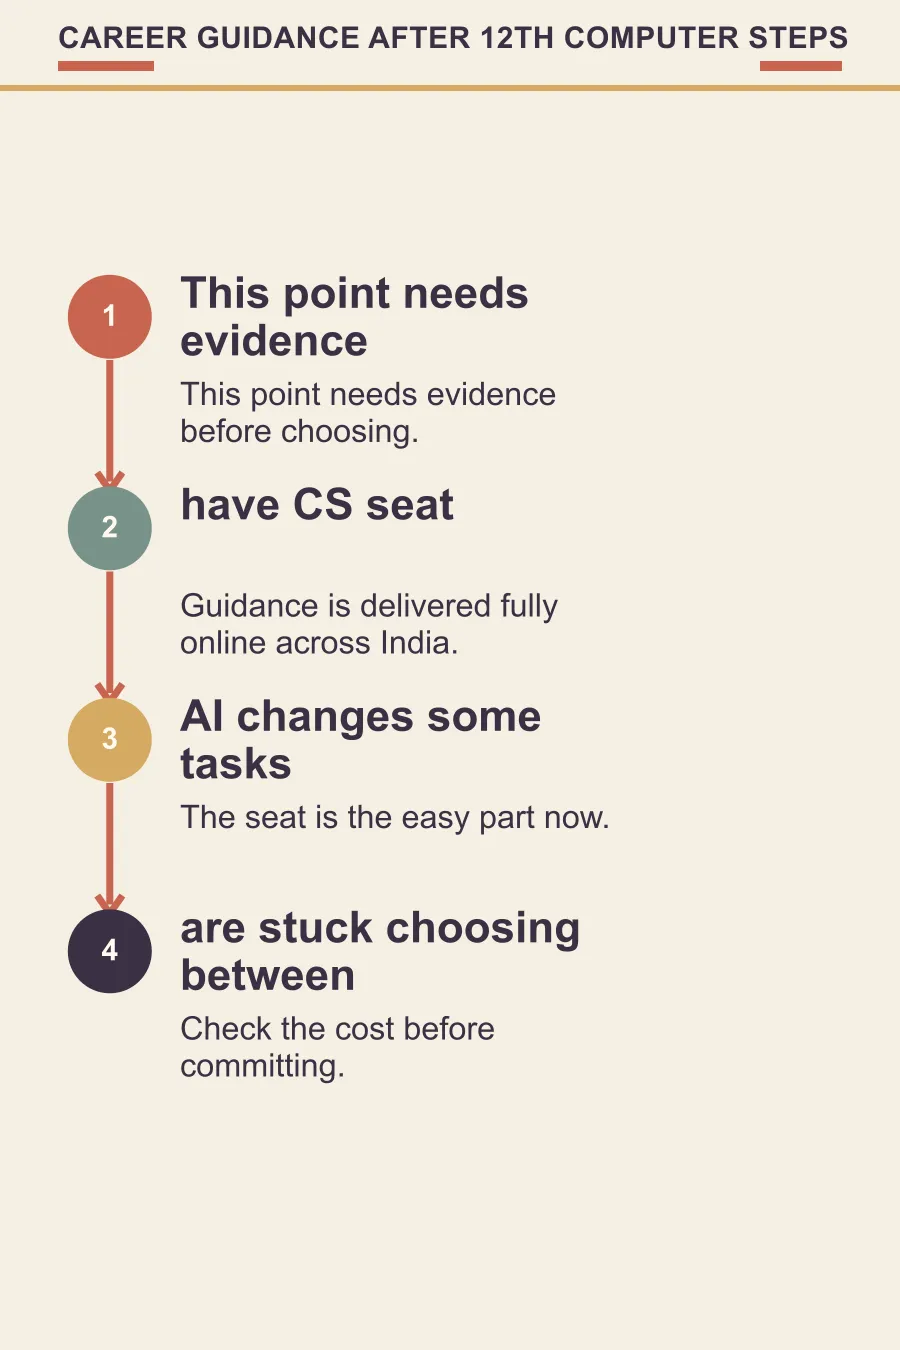 CAREER GUIDANCE AFTER 12TH COMPUTER STEPS
1
This point needs
evidence
This point needs evidence
before choosing.
2
have CS seat
Guidance is delivered fully
online across India.
3
AI changes some
tasks
The seat is the easy part now.
4
are stuck choosing
between
Check the cost before
committing.